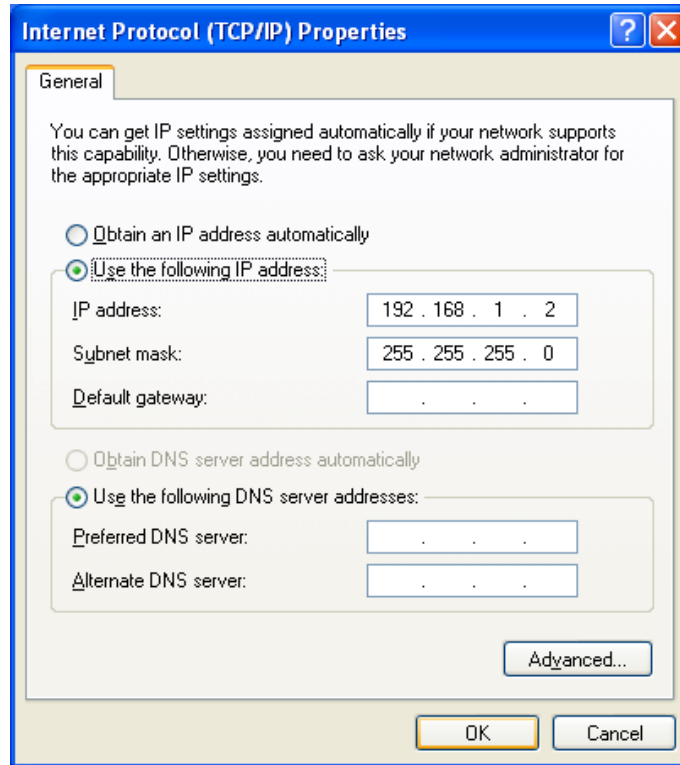 Internet Protocol (TCP/IP) Properties
General
You can get IP settings assigned automatically if your network supports
this capability. Otherwise, you need to ask your network administrator for
the appropriate IP settings.
Obtain an IP address automatically
Use the following IP address:
IP address: 192 . 168 . 1 . 2
Subnet mask: 255 . 255 . 255 . 0
Default gateway: . . .
Obtain DNS server address automatically
Use the following DNS server addresses:
Preferred DNS server: . . .
Alternate DNS server: . . .
Advanced...
OK Cancel